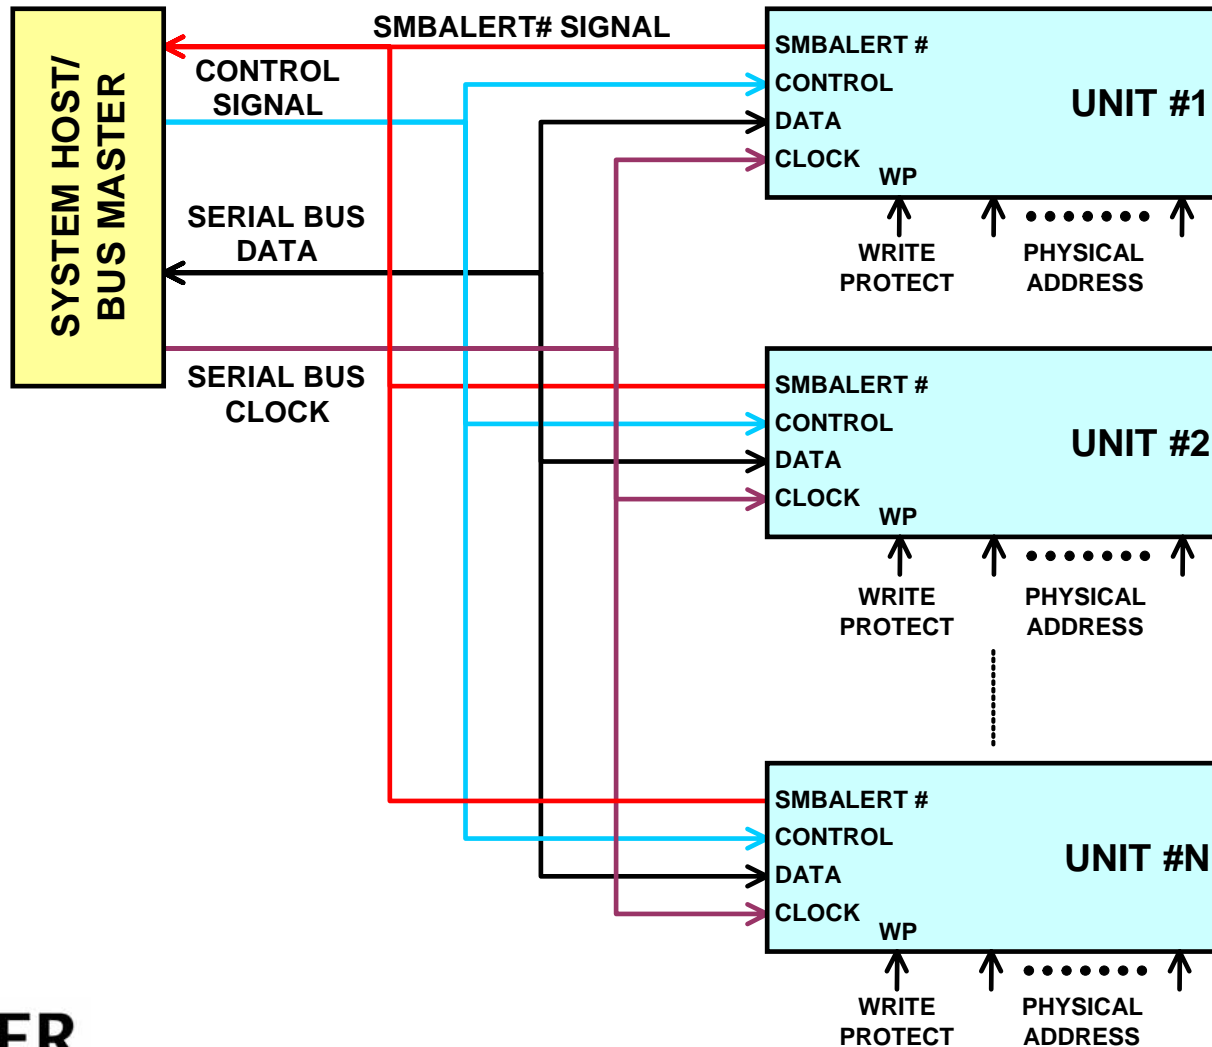 SYSTEM HOST/
BUS MASTER
SMBALERT# SIGNAL
CONTROL
SIGNAL
SERIAL BUS
DATA
SERIAL BUS
CLOCK
SMBALERT #
CONTROL
DATA
CLOCK
WP
UNIT #1
WRITE
PROTECT
PHYSICAL
ADDRESS
SMBALERT #
CONTROL
DATA
CLOCK
WP
UNIT #2
WRITE
PROTECT
PHYSICAL
ADDRESS
SMBALERT #
CONTROL
DATA
CLOCK
WP
UNIT #N
WRITE
PROTECT
PHYSICAL
ADDRESS